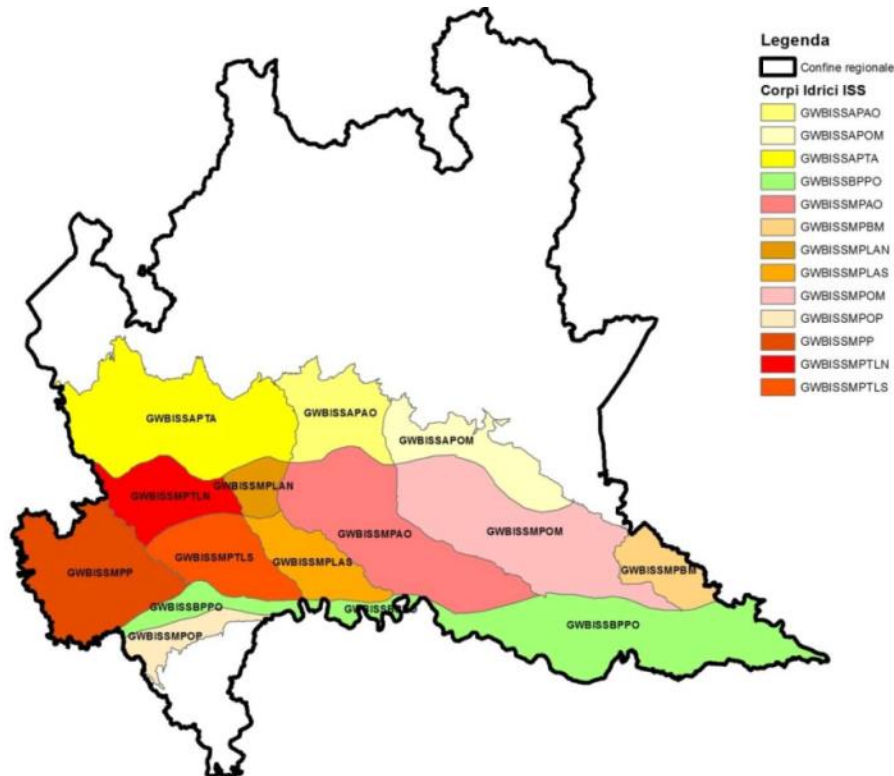 Legenda
Confine regionale
Corpi Idrici ISS
GWBISSAPAO
GWBISSAPOM
GWBISSAPTA
GWBISSBPPO
GWBISSMPAO
GWBISSMPBM
GWBISSMPLAN
GWBISSMPLAS
GWBISSMPOM
GWBISSMPOP
GWBISSMPP
GWBISSMPTLN
GWBISSMPTLS
GWBISSAPTA
GWBISSAPAO
GWBISSAPOM
GWBISSMPLAN
GWBISSMPTLN
GWBISSMPAO
GWBISSMPOM
GWBISSMPTLS
GWBISSMPLAS
GWBISSMPP
GWBISSMPBM
GWBISSBPPO
GWBISSBPPO
GWBISSBPPO
GWBISSMPOP